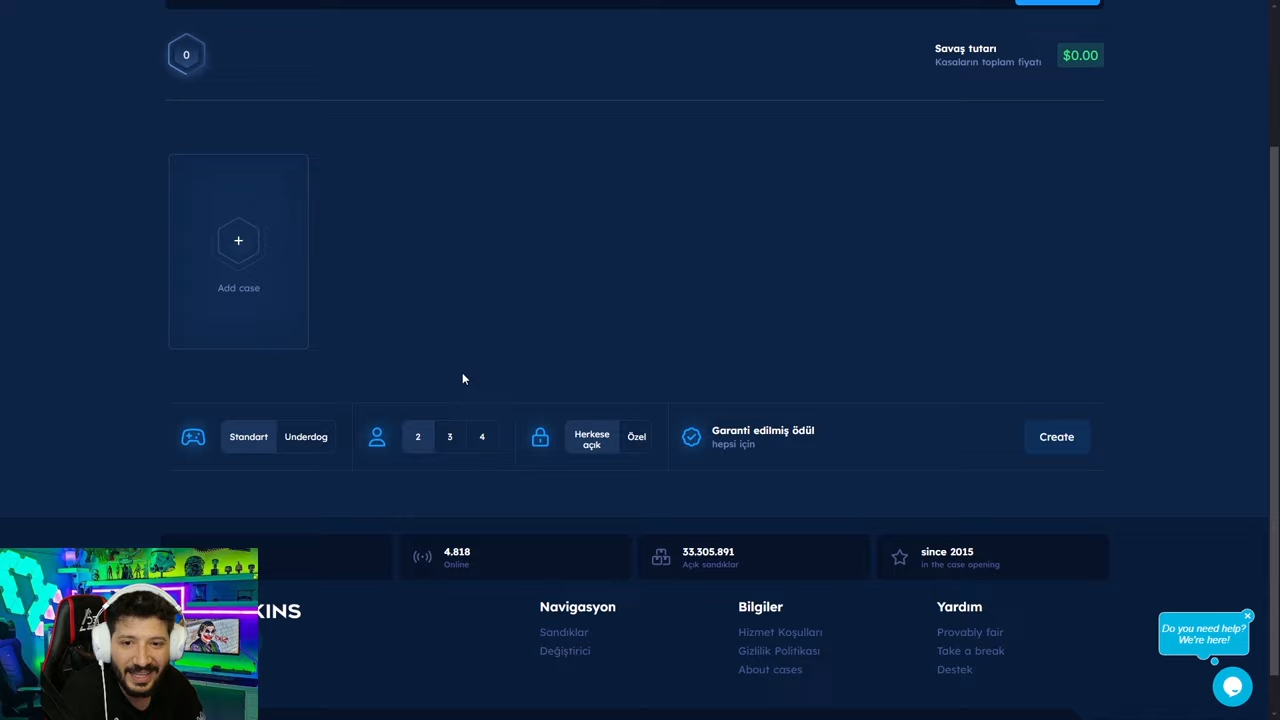 0
Savaş tutarı
Kasaların toplam fiyatı
$0.00
+
Add case
Standart
Underdog
2
3
4
Herkese
açık
Özel
Garanti edilmiş ödül
hepsi için
Create
4.818
Online
33.305.891
Açık sandıklar
since 2015
in the case opening
KINS
Navigasyon
Sandıklar
Değiştirici
Bilgiler
Hizmet Koşulları
Gizlilik Politikası
About cases
Yardım
Provably fair
Take a break
Destek
Do you need help?
We're here!